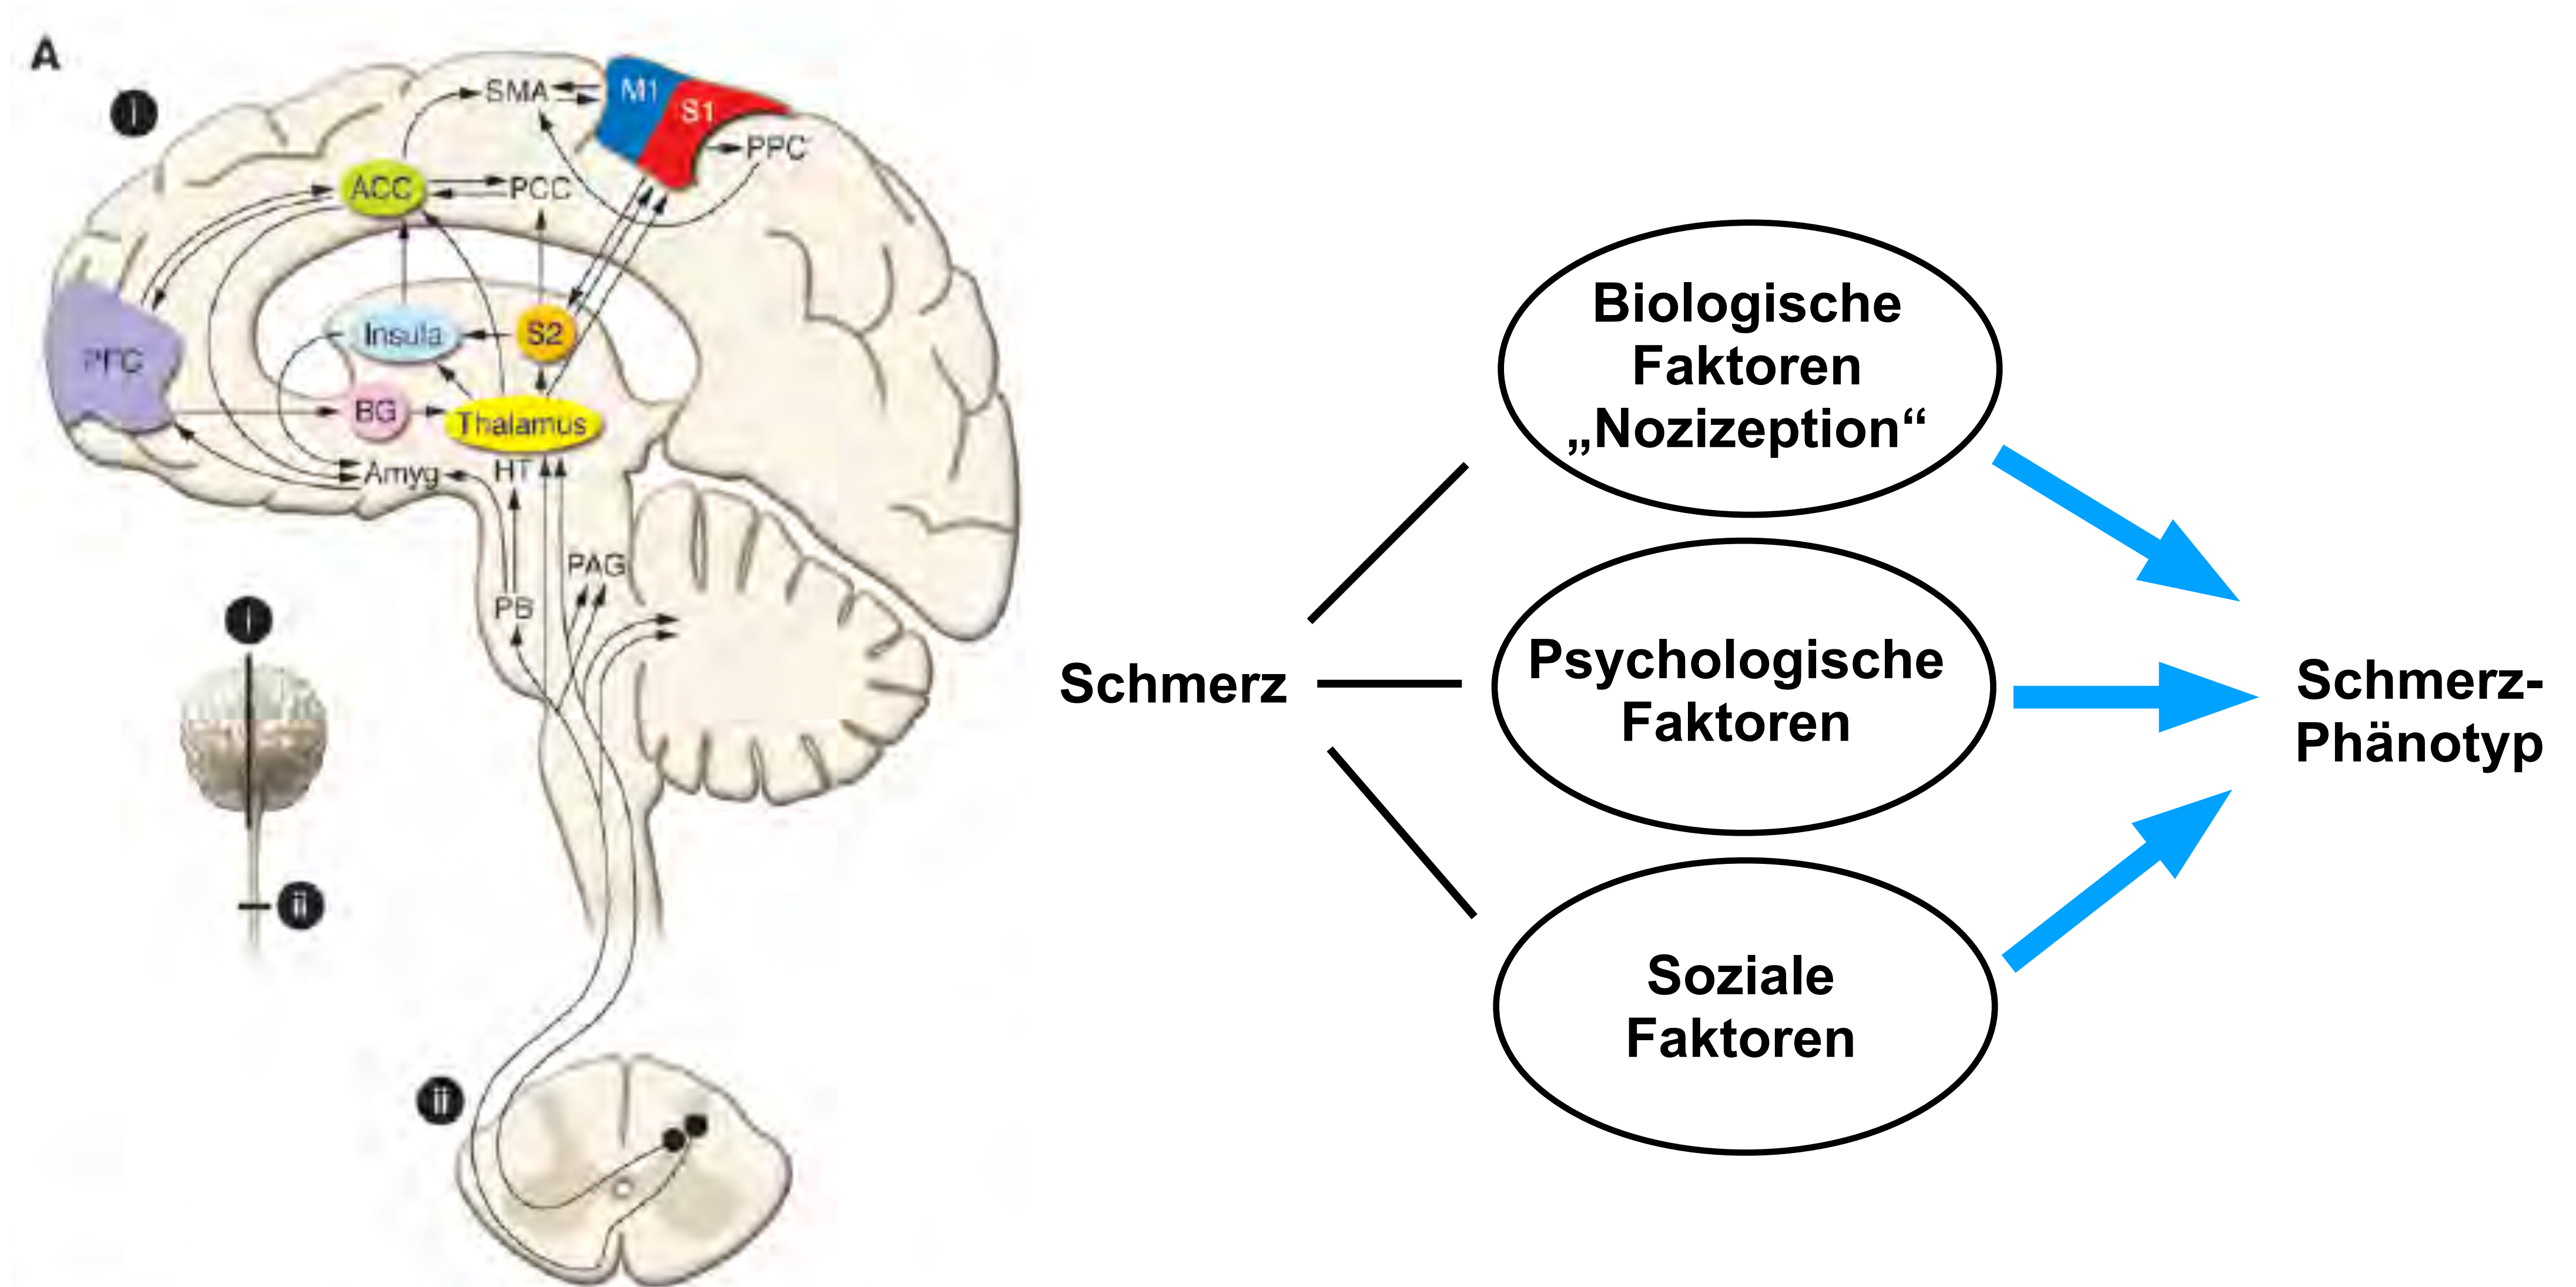 A
i
SMA
M1
S1
PPC
ACC
PCC
Insula
S2
PFC
BG
Thalamus
Amyg
HT
PAG
PB
i
ii
ii
Biologische
Faktoren
„Nozizeption“
Psychologische
Faktoren
Schmerz
Schmerz-
Phänotyp
Soziale
Faktoren